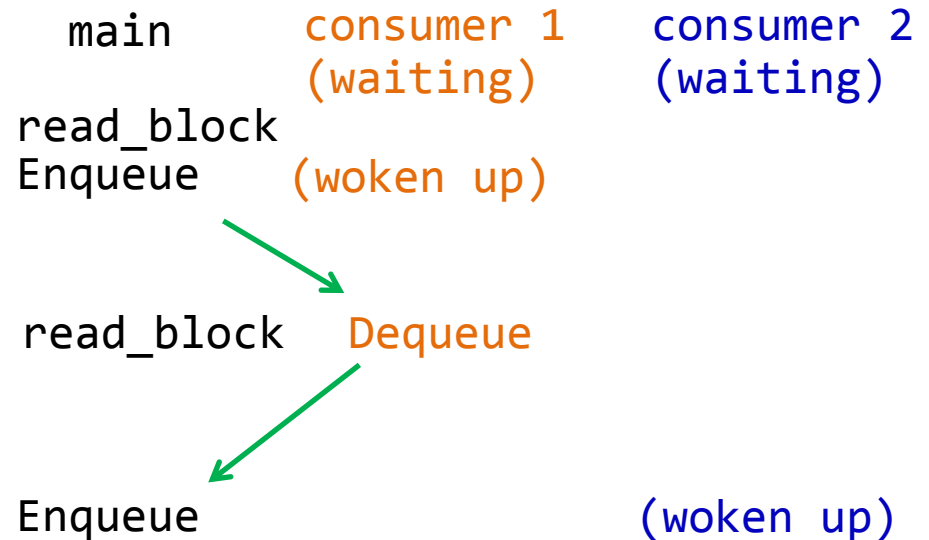 main consumer 1 consumer 2
(waiting) (waiting)
read_block
Enqueue (woken up)
read_block Dequeue
Enqueue (woken up)